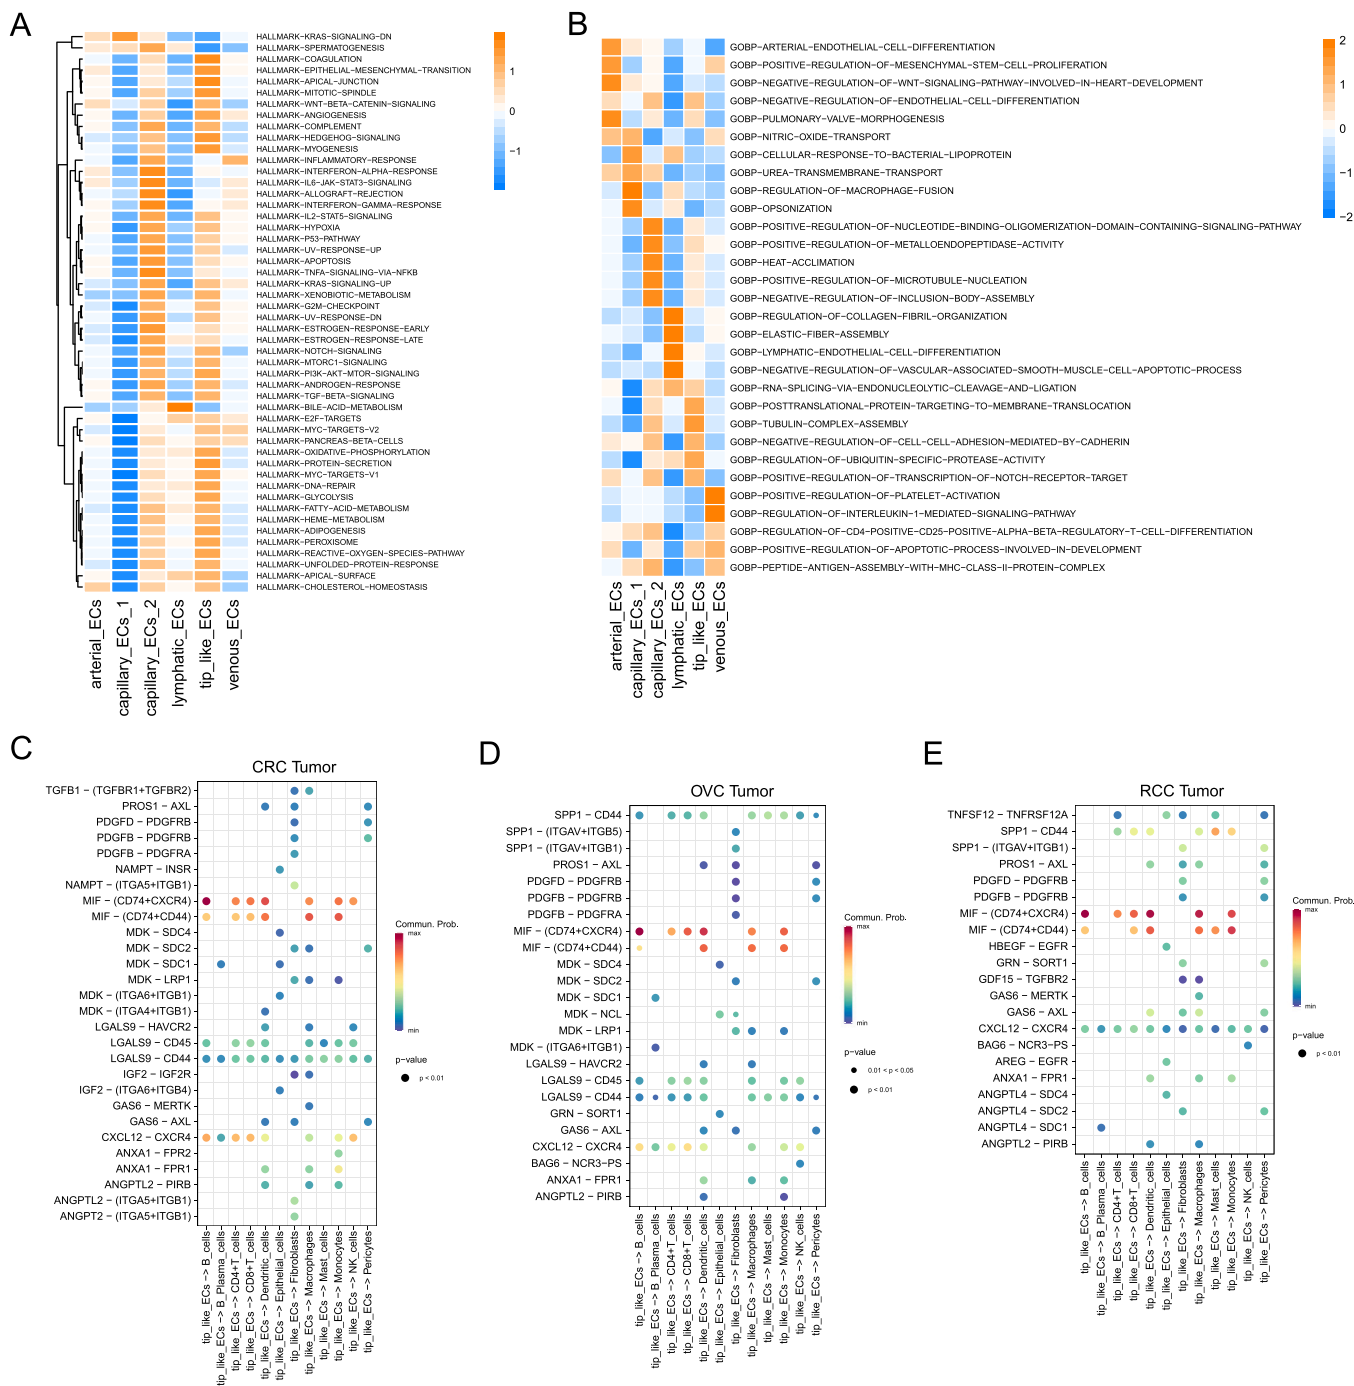 A
HALLMARK−KRAS−SIGNALING−DN
HALLMARK−SPERMATOGENESIS
HALLMARK−COAGULATION
HALLMARK−EPITHELIAL−MESENCHYMAL−TRANSITION
HALLMARK−APICAL−JUNCTION
HALLMARK−MITOTIC−SPINDLE
HALLMARK−WNT−BETA−CATENIN−SIGNALING
HALLMARK−ANGIOGENESIS
HALLMARK−COMPLEMENT
HALLMARK−HEDGEHOG−SIGNALING
HALLMARK−MYOGENESIS
HALLMARK−INFLAMMATORY−RESPONSE
HALLMARK−INTERFERON−ALPHA−RESPONSE
HALLMARK−IL6−JAK−STAT3−SIGNALING
HALLMARK−ALLOGRAFT−REJECTION
HALLMARK−INTERFERON−GAMMA−RESPONSE
HALLMARK−IL2−STAT5−SIGNALING
HALLMARK−HYPOXIA
HALLMARK−P53−PATHWAY
HALLMARK−UV−RESPONSE−UP
HALLMARK−APOPTOSIS
HALLMARK−TNFA−SIGNALING−VIA−NFKB
HALLMARK−KRAS−SIGNALING−UP
HALLMARK−XENOBIOTIC−METABOLISM
HALLMARK−G2M−CHECKPOINT
HALLMARK−UV−RESPONSE−DN
HALLMARK−ESTROGEN−RESPONSE−EARLY
HALLMARK−ESTROGEN−RESPONSE−LATE
HALLMARK−NOTCH−SIGNALING
HALLMARK−MTORC1−SIGNALING
HALLMARK−PI3K−AKT−MTOR−SIGNALING
HALLMARK−ANDROGEN−RESPONSE
HALLMARK−TGF−BETA−SIGNALING
HALLMARK−BILE−ACID−METABOLISM
HALLMARK−E2F−TARGETS
HALLMARK−MYC−TARGETS−V2
HALLMARK−PANCREAS−BETA−CELLS
HALLMARK−OXIDATIVE−PHOSPHORYLATION
HALLMARK−PROTEIN−SECRETION
HALLMARK−MYC−TARGETS−V1
HALLMARK−DNA−REPAIR
HALLMARK−GLYCOLYSIS
HALLMARK−FATTY−ACID−METABOLISM
HALLMARK−HEME−METABOLISM
HALLMARK−ADIPOGENESIS
HALLMARK−PEROXISOME
HALLMARK−REACTIVE−OXYGEN−SPECIES−PATHWAY
HALLMARK−UNFOLDED−PROTEIN−RESPONSE
HALLMARK−APICAL−SURFACE
HALLMARK−CHOLESTEROL−HOMEOSTASIS
arterial_ECs
capillary_ECs_1
capillary_ECs_2
lymphatic_ECs
tip_like_ECs
venous_ECs
1
0
−1
B
GOBP−ARTERIAL−ENDOTHELIAL−CELL−DIFFERENTIATION
GOBP−POSITIVE−REGULATION−OF−MESENCHYMAL−STEM−CELL−PROLIFERATION
GOBP−NEGATIVE−REGULATION−OF−WNT−SIGNALING−PATHWAY−INVOLVED−IN−HEART−DEVELOPMENT
GOBP−NEGATIVE−REGULATION−OF−ENDOTHELIAL−CELL−DIFFERENTIATION
GOBP−PULMONARY−VALVE−MORPHOGENESIS
GOBP−NITRIC−OXIDE−TRANSPORT
GOBP−CELLULAR−RESPONSE−TO−BACTERIAL−LIPOPROTEIN
GOBP−UREA−TRANSMEMBRANE−TRANSPORT
GOBP−REGULATION−OF−MACROPHAGE−FUSION
GOBP−OPSONIZATION
GOBP−POSITIVE−REGULATION−OF−NUCLEOTIDE−BINDING−OLIGOMERIZATION−DOMAIN−CONTAINING−SIGNALING−PATHWAY
GOBP−POSITIVE−REGULATION−OF−METALLOENDOPEPTIDASE−ACTIVITY
GOBP−HEAT−ACCLIMATION
GOBP−POSITIVE−REGULATION−OF−MICROTUBULE−NUCLEATION
GOBP−NEGATIVE−REGULATION−OF−INCLUSION−BODY−ASSEMBLY
GOBP−REGULATION−OF−COLLAGEN−FIBRIL−ORGANIZATION
GOBP−ELASTIC−FIBER−ASSEMBLY
GOBP−LYMPHATIC−ENDOTHELIAL−CELL−DIFFERENTIATION
GOBP−NEGATIVE−REGULATION−OF−VASCULAR−ASSOCIATED−SMOOTH−MUSCLE−CELL−APOPTOTIC−PROCESS
GOBP−RNA−SPLICING−VIA−ENDONUCLEOLYTIC−CLEAVAGE−AND−LIGATION
GOBP−POSTTRANSLATIONAL−PROTEIN−TARGETING−TO−MEMBRANE−TRANSLOCATION
GOBP−TUBULIN−COMPLEX−ASSEMBLY
GOBP−NEGATIVE−REGULATION−OF−CELL−CELL−ADHESION−MEDIATED−BY−CADHERIN
GOBP−REGULATION−OF−UBIQUITIN−SPECIFIC−PROTEASE−ACTIVITY
GOBP−POSITIVE−REGULATION−OF−TRANSCRIPTION−OF−NOTCH−RECEPTOR−TARGET
GOBP−POSITIVE−REGULATION−OF−PLATELET−ACTIVATION
GOBP−REGULATION−OF−INTERLEUKIN−1−MEDIATED−SIGNALING−PATHWAY
GOBP−REGULATION−OF−CD4−POSITIVE−CD25−POSITIVE−ALPHA−BETA−REGULATORY−T−CELL−DIFFERENTIATION
GOBP−POSITIVE−REGULATION−OF−APOPTOTIC−PROCESS−INVOLVED−IN−DEVELOPMENT
GOBP−PEPTIDE−ANTIGEN−ASSEMBLY−WITH−MHC−CLASS−II−PROTEIN−COMPLEX
arterial_ECs
capillary_ECs_1
capillary_ECs_2
lymphatic_ECs
tip_like_ECs
venous_ECs
2
1
0
−1
−2
C
CRC Tumor
TGFB1 − (TGFBR1+TGFBR2)
PROS1 − AXL
PDGFD − PDGFRB
PDGFB − PDGFRB
PDGFB − PDGFRA
NAMPT − INSR
NAMPT − (ITGA5+ITGB1)
MIF − (CD74+CXCR4)
MIF − (CD74+CD44)
MDK − SDC4
MDK − SDC2
MDK − SDC1
MDK − LRP1
MDK − (ITGA6+ITGB1)
MDK − (ITGA4+ITGB1)
LGALS9 − HAVCR2
LGALS9 − CD45
LGALS9 − CD44
IGF2 − IGF2R
IGF2 − (ITGA6+ITGB4)
GAS6 − MERTK
GAS6 − AXL
CXCL12 − CXCR4
ANXA1 − FPR2
ANXA1 − FPR1
ANGPTL2 − PIRB
ANGPTL2 − (ITGA5+ITGB1)
ANGPT2 − (ITGA5+ITGB1)
tip_like_ECs −> B_cells
tip_like_ECs −> B_Plasma_cells
tip_like_ECs −> CD4+T_cells
tip_like_ECs −> CD8+T_cells
tip_like_ECs −> Dendritic_cells
tip_like_ECs −> Epithelial_cells
tip_like_ECs −> Fibroblasts
tip_like_ECs −> Macrophages
tip_like_ECs −> Mast_cells
tip_like_ECs −> Monocytes
tip_like_ECs −> NK_cells
tip_like_ECs −> Pericytes
Commun. Prob.
max
min
p−value
p < 0.01
D
OVC Tumor
SPP1 − CD44
SPP1 − (ITGAV+ITGB5)
SPP1 − (ITGAV+ITGB1)
PROS1 − AXL
PDGFD − PDGFRB
PDGFB − PDGFRB
PDGFB − PDGFRA
MIF − (CD74+CXCR4)
MIF − (CD74+CD44)
MDK − SDC4
MDK − SDC2
MDK − SDC1
MDK − NCL
MDK − LRP1
MDK − (ITGA6+ITGB1)
LGALS9 − HAVCR2
LGALS9 − CD45
LGALS9 − CD44
GRN − SORT1
GAS6 − AXL
CXCL12 − CXCR4
BAG6 − NCR3−PS
ANXA1 − FPR1
ANGPTL2 − PIRB
tip_like_ECs −> B_cells
tip_like_ECs −> B_Plasma_cells
tip_like_ECs −> CD4+T_cells
tip_like_ECs −> CD8+T_cells
tip_like_ECs −> Dendritic_cells
tip_like_ECs −> Epithelial_cells
tip_like_ECs −> Fibroblasts
tip_like_ECs −> Macrophages
tip_like_ECs −> Mast_cells
tip_like_ECs −> Monocytes
tip_like_ECs −> NK_cells
tip_like_ECs −> Pericytes
Commun. Prob.
max
min
p−value
0.01 < p < 0.05
p < 0.01
E
RCC Tumor
TNFSF12 − TNFRSF12A
SPP1 − CD44
SPP1 − (ITGAV+ITGB1)
PROS1 − AXL
PDGFD − PDGFRB
PDGFB − PDGFRB
MIF − (CD74+CXCR4)
MIF − (CD74+CD44)
HBEGF − EGFR
GRN − SORT1
GDF15 − TGFBR2
GAS6 − MERTK
GAS6 − AXL
CXCL12 − CXCR4
BAG6 − NCR3−PS
AREG − EGFR
ANXA1 − FPR1
ANGPTL4 − SDC4
ANGPTL4 − SDC2
ANGPTL4 − SDC1
ANGPTL2 − PIRB
tip_like_ECs −> B_cells
tip_like_ECs −> B_Plasma_cells
tip_like_ECs −> CD4+T_cells
tip_like_ECs −> CD8+T_cells
tip_like_ECs −> Dendritic_cells
tip_like_ECs −> Epithelial_cells
tip_like_ECs −> Fibroblasts
tip_like_ECs −> Macrophages
tip_like_ECs −> Mast_cells
tip_like_ECs −> Monocytes
tip_like_ECs −> NK_cells
tip_like_ECs −> Pericytes
Commun. Prob.
max
min
p−value
p < 0.01